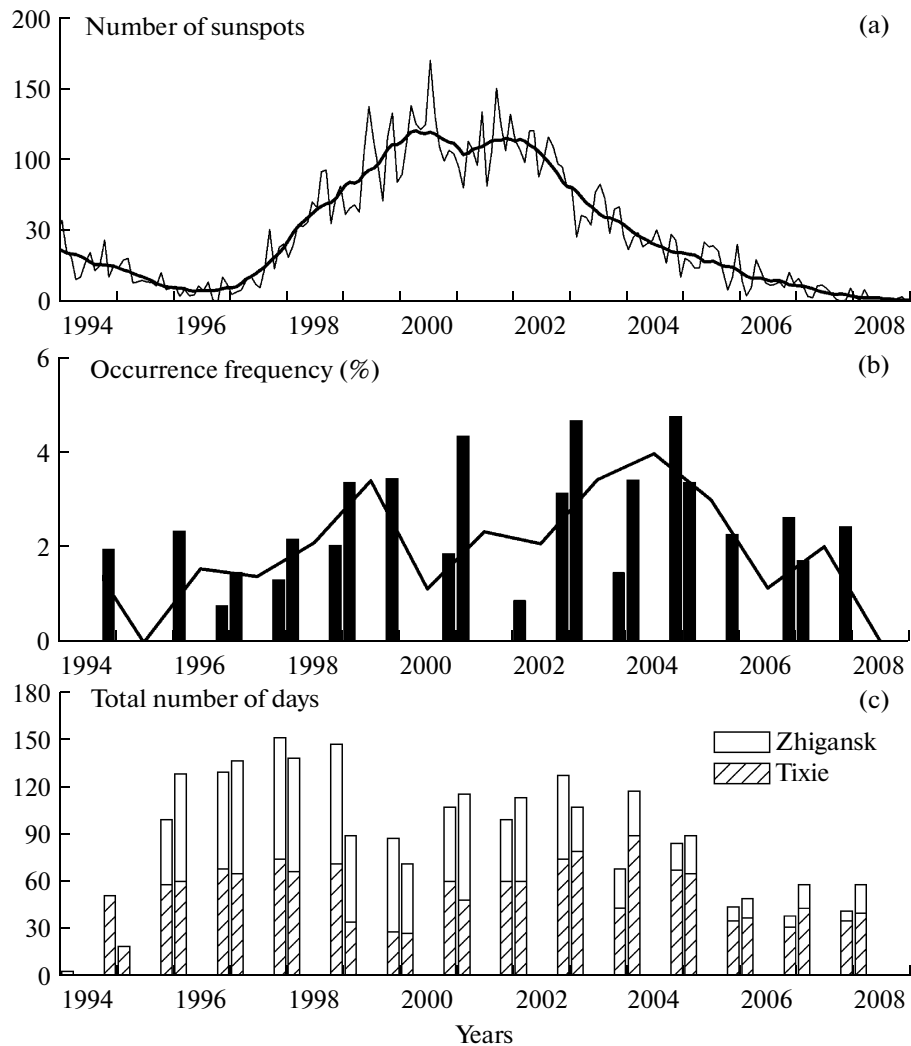 Number of sunspots
(a)
200
150
100
30
0
1994 1996 1998 2000 2002 2004 2006 2008
Occurrence frequency (%)
(b)
6
4
2
0
1994 1996 1998 2000 2002 2004 2006 2008
Total number of days
(c)
180
150
120
90
60
30
0
Zhigansk
Tixie
1994 1996 1998 2000 2002 2004 2006 2008
Years